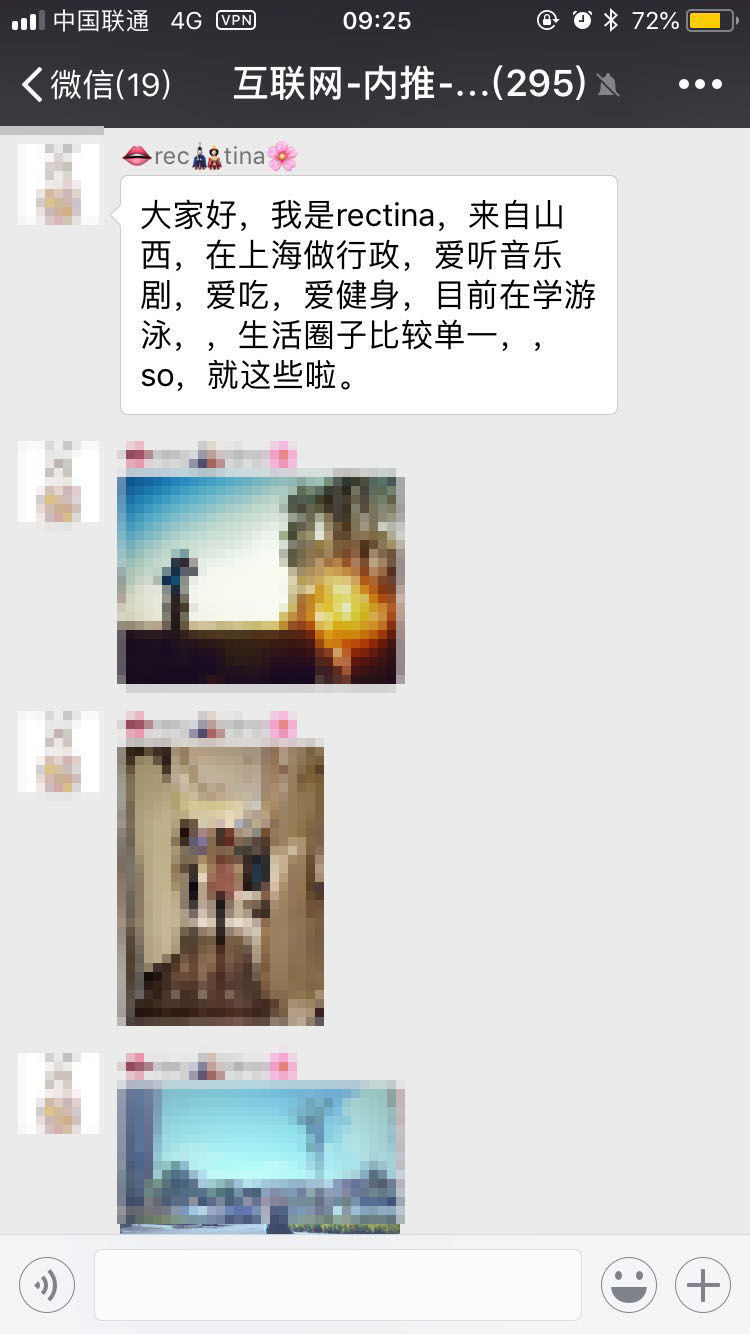 中国联通 4G VPN 09:25 72%
微信(19) 互联网-内推-...(295)
rec tina
大家好，我是rectina，来自山
西，在上海做行政，爱听音乐
剧，爱吃，爱健身，目前在学游
泳，，生活圈子比较单一，，
so，就这些啦。